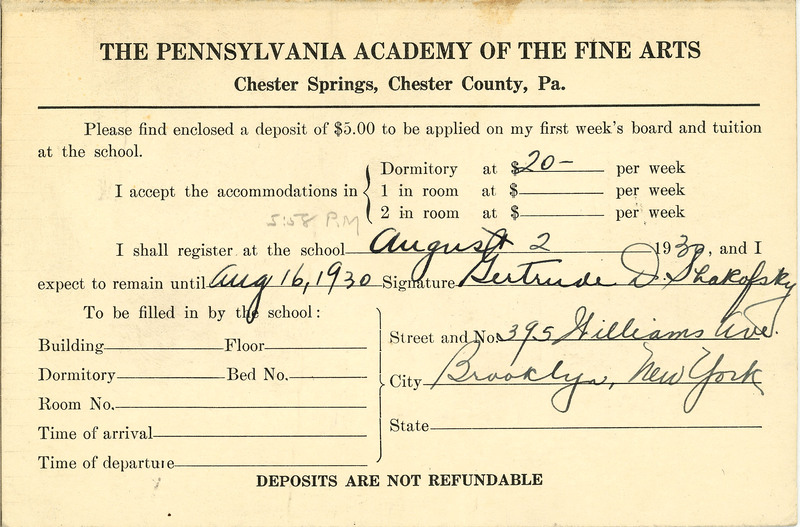 THE PENNSYLVANIA ACADEMY OF THE FINE ARTS
Chester Springs, Chester County, Pa.
Please find enclosed a deposit of $5.00 to be applied on my first week's board and tuition
at the school.
Dormitory at $20- per week
I accept the accommodations in { 1 in room at $ per week
2 in room at $ per week
5:58 P.M
I shall register at the school August 2 1930, and I
expect to remain until Aug 16, 1930 Signature Gertrude D. Shakofsky
To be filled in by the school:
Street and No. 395 Williams Ave.
Building Floor
Dormitory Bed No.
City Brooklyn, New York
Room No.
State
Time of arrival
Time of departure
DEPOSITS ARE NOT REFUNDABLE